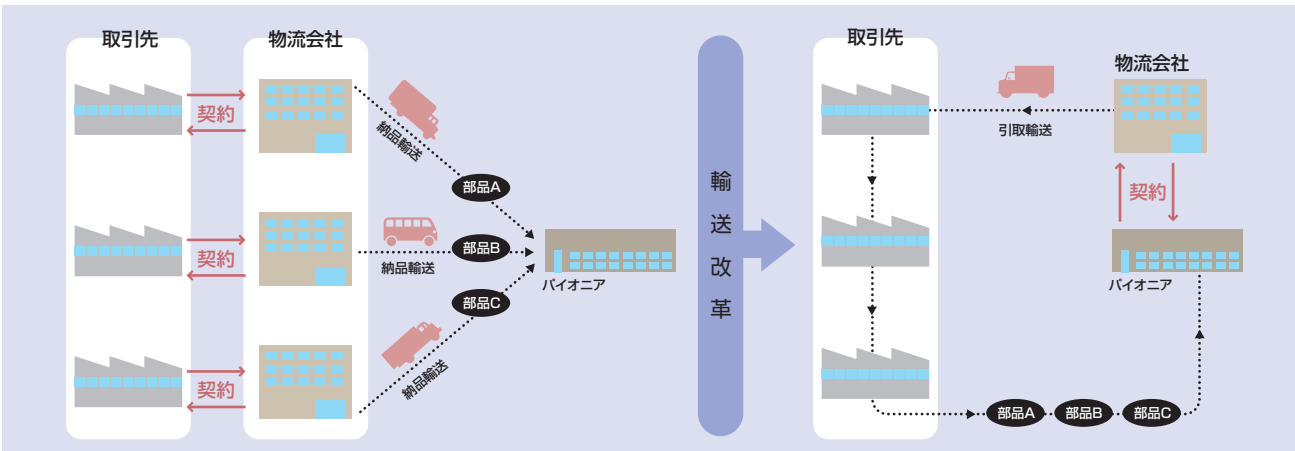 取引先
物流会社
契約
契約
契約
納品輸送
部品A
納品輸送
部品B
部品C
納品輸送
パイオニア
輸送改革
取引先
物流会社
引取輸送
契約
パイオニア
部品A
部品B
部品C